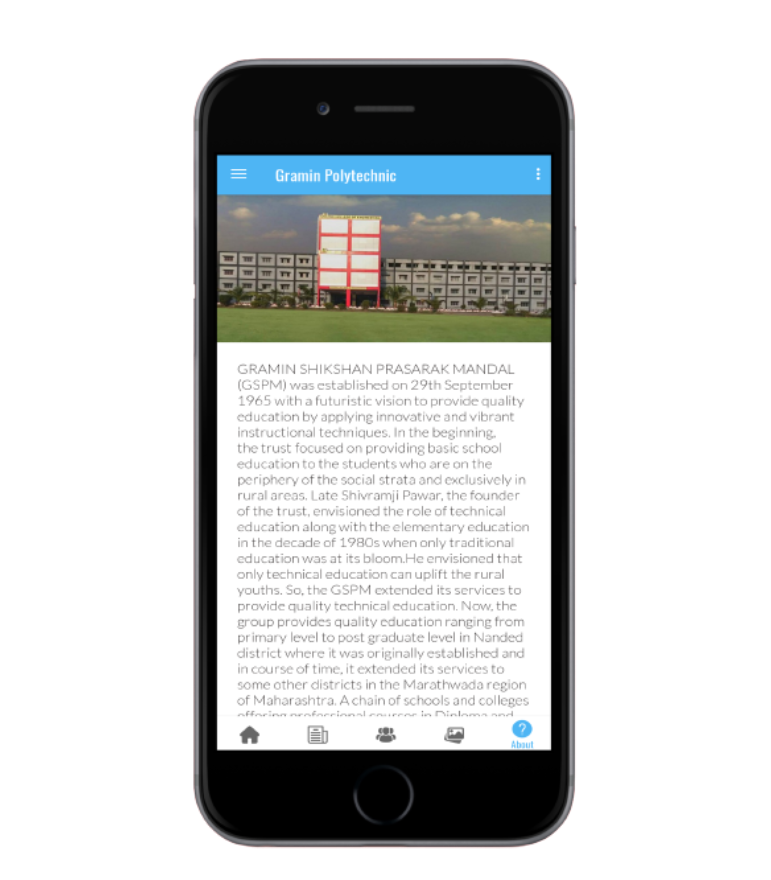 Gramin Polytechnic
GRAMIN SHIKSHAN PRASARAK MANDAL
(GSPM) was established on 29th September
1965 with a futuristic vision to provide quality
education by applying innovative and vibrant
instructional techniques. In the beginning,
the trust focused on providing basic school
education to the students who are on the
periphery of the social strata and exclusively in
rural areas. Late Shivramji Pawar, the founder
of the trust, envisioned the role of technical
education along with the elementary education
in the decade of 1980s when only traditional
education was at its bloom.He envisioned that
only technical education can uplift the rural
youths. So, the GSPM extended its services to
provide quality technical education. Now, the
group provides quality education ranging from
primary level to post graduate level in Nanded
district where it was originally established and
in course of time, it extended its services to
some other districts in the Marathwada region
of Maharashtra. A chain of schools and colleges
offering professional courses in Diploma and
?
About